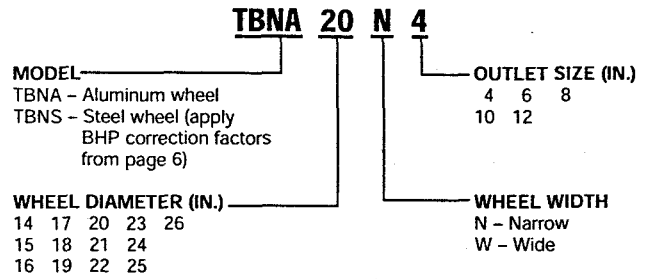 TBNA 20 N 4
MODEL
TBNA – Aluminum wheel
TBNS – Steel wheel (apply
BHP correction factors
from page 6)
OUTLET SIZE (IN.)
4 6 8
10 12
WHEEL DIAMETER (IN.)
14 17 20 23 26
15 18 21 24
16 19 22 25
WHEEL WIDTH
N – Narrow
W – Wide